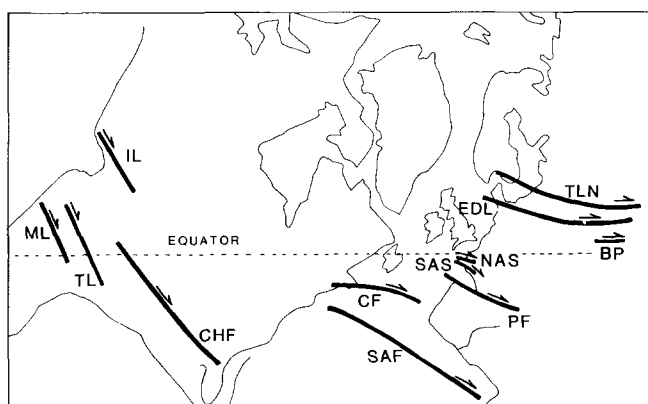 IL
TLN
EDL
ML
EQUATOR
BP
SAS
NAS
TL
CF
PF
CHF
SAF